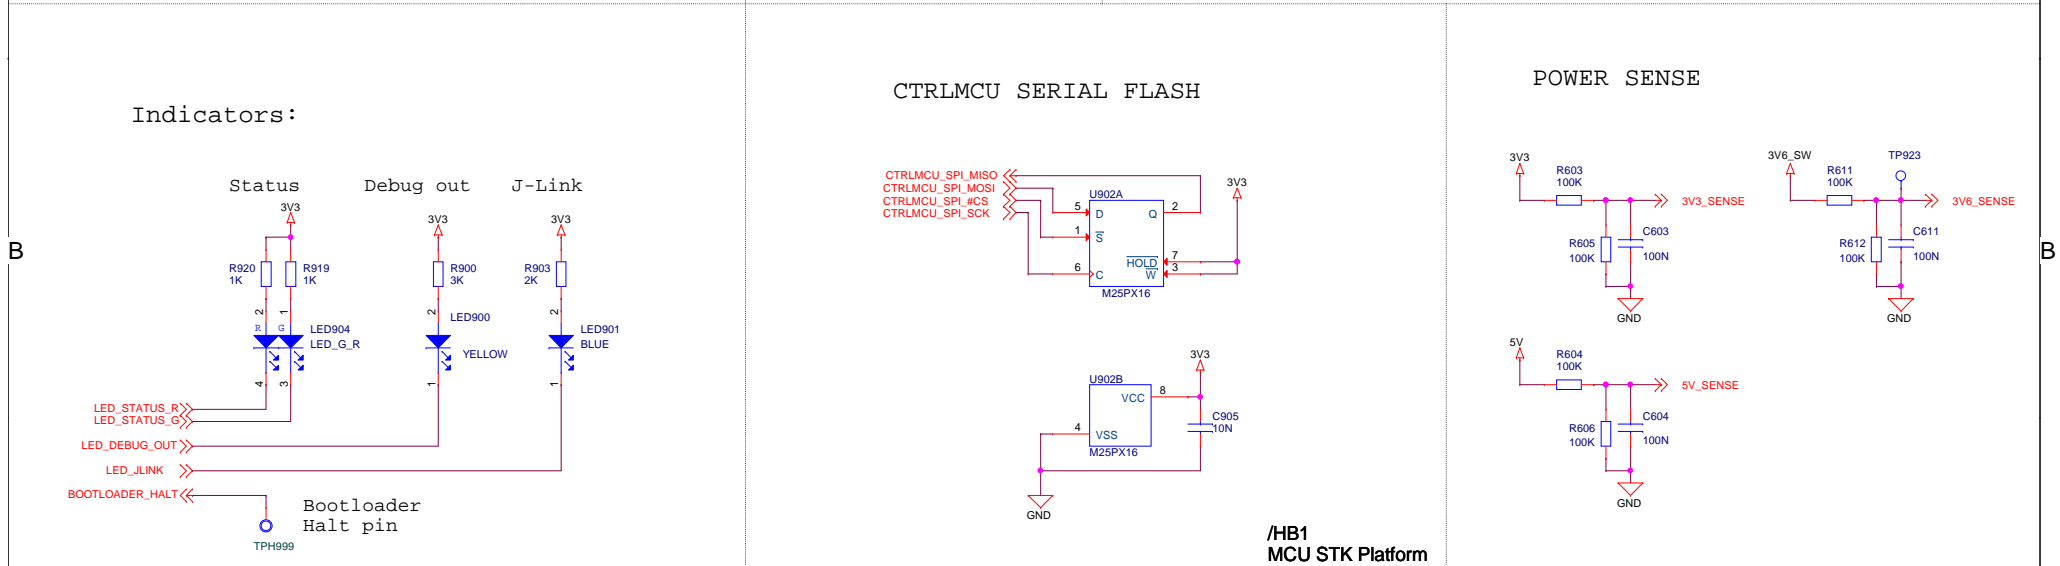 Indicators:
Status
Debug out
J-Link
3V3
3V3
3V3
R920
1K
R919
1K
R900
3K
R903
2K
2
1
2
2
R
G
LED904
LED_G_R
LED900
YELLOW
LED901
BLUE
4
3
1
1
LED_STATUS_R
LED_STATUS_G
LED_DEBUG_OUT
LED_JLINK
BOOTLOADER_HALT
Bootloader
Halt pin
TPH999
B
CTRLMCU SERIAL FLASH
CTRLMCU_SPI_MISO
CTRLMCU_SPI_MOSI
CTRLMCU_SPI_#CS
CTRLMCU_SPI_SCK
U902A
3V3
5
D
Q
2
1
S
HOLD
7
W
3
6
C
M25PX16
3V3
U902B
VCC
8
C905
10N
4
VSS
M25PX16
GND
/HB1
MCU STK Platform
POWER SENSE
3V3
R603
100K
3V3_SENSE
R605
100K
C603
100N
GND
3V6_SW
R611
100K
TP923
3V6_SENSE
R612
100K
C611
100N
GND
5V
R604
100K
5V_SENSE
R606
100K
C604
100N
GND
B